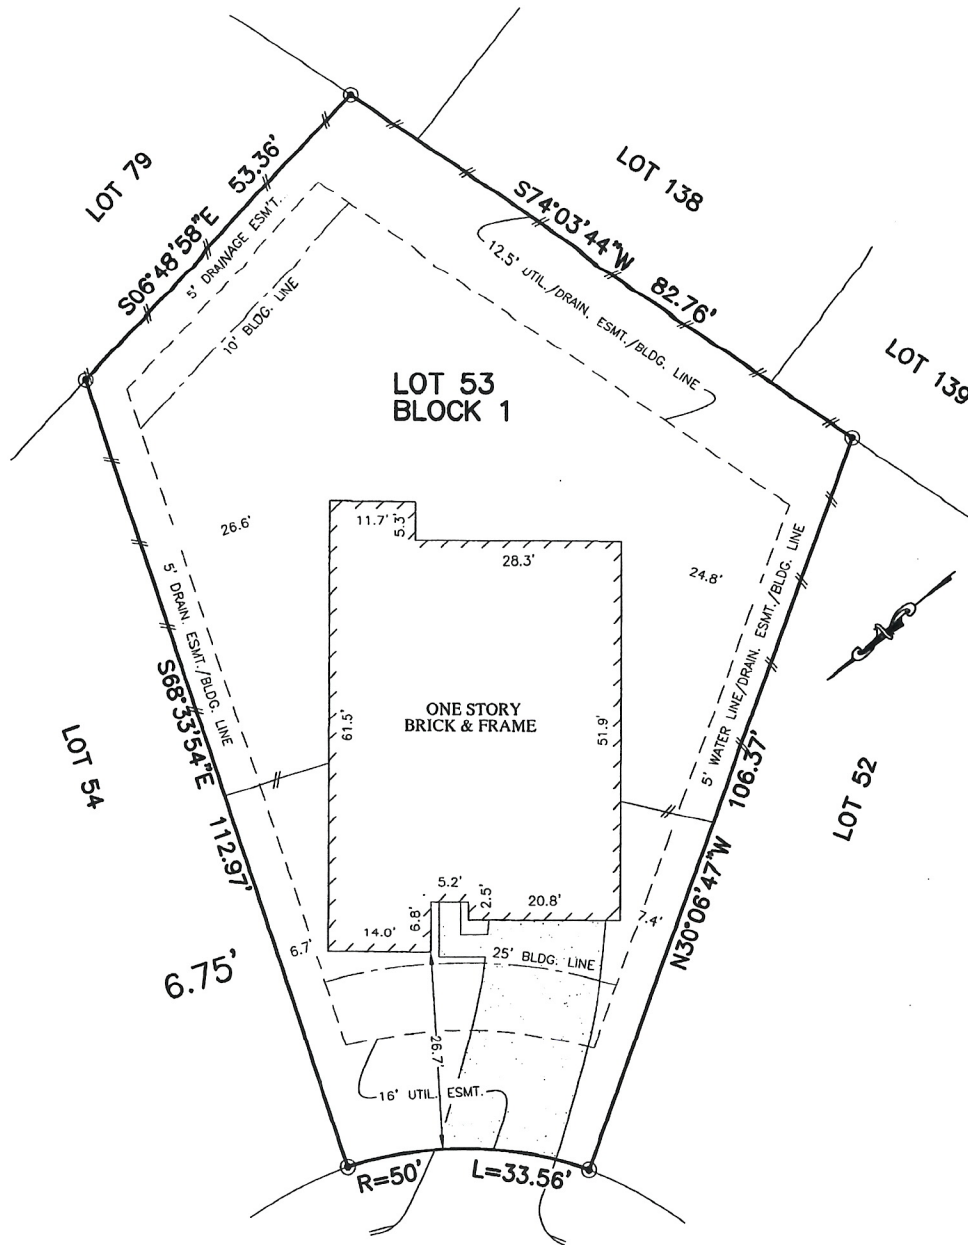 LOT 79
S06°48'58"E 53.36'
5' DRAINAGE ESM'T.
10' BLDG. LINE
LOT 138
S74°03'44"W 82.76'
12.5' UTIL./DRAIN. ESMT./BLDG. LINE
LOT 139
LOT 53
BLOCK 1
26.6'
11.7'
5.3'
28.3'
24.8'
5' DRAIN. ESMT./BLDG. LINE
5' WATER LINE/DRAIN. ESMT./BLDG. LINE
S68°33'54"E 112.97'
61.5'
ONE STORY
BRICK & FRAME
51.9'
N30°06'47"W 106.37'
LOT 54
LOT 52
5.2'
2.5'
20.8'
6.8'
14.0'
6.7'
7.4'
6.75'
25' BLDG. LINE
26.7'
16' UTIL. ESMT.
R=50'
L=33.56'